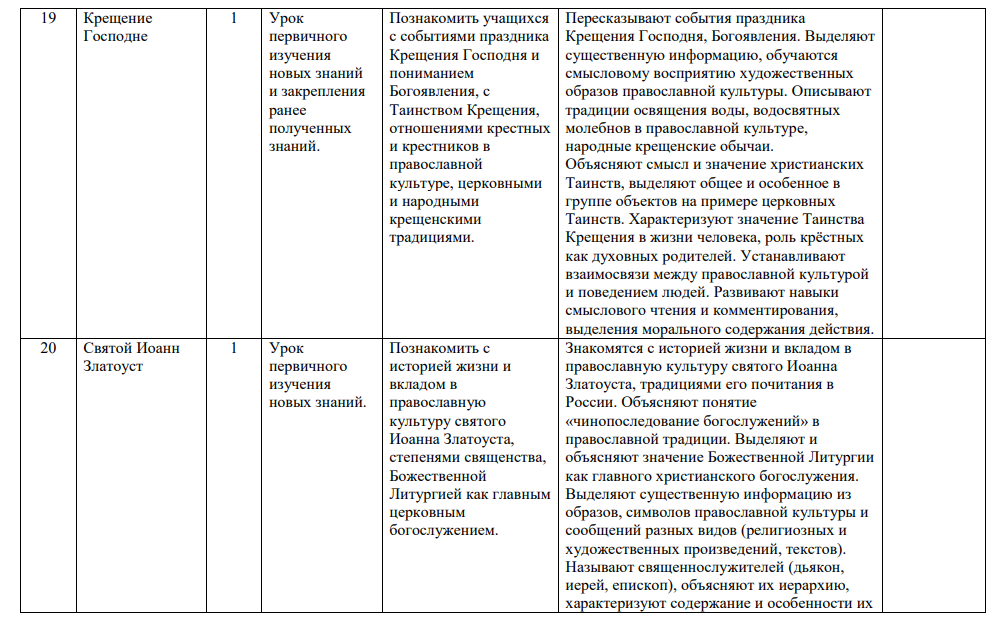 19
Крещение
Господне
1
Урок
первичного
изучения
новых знаний
и закрепления
ранее
полученных
знаний.
Познакомить учащихся
с событиями праздника
Крещения Господня и
пониманием
Богоявления, с
Таинством Крещения,
отношениями крестных
и крестников в
православной
культуре, церковными
и народными
крещенскими
традициями.
Пересказывают события праздника
Крещения Господня, Богоявления. Выделяют
существенную информацию, обучаются
смысловому восприятию художественных
образов православной культуры. Описывают
традиции освящения воды, водосвятных
молебнов в православной культуре,
народные крещенские обычаи.
Объясняют смысл и значение христианских
Таинств, выделяют общее и особенное в
группе объектов на примере церковных
Таинств. Характеризуют значение Таинства
Крещения в жизни человека, роль крёстных
как духовных родителей. Устанавливают
взаимосвязи между православной культурой
и поведением людей. Развивают навыки
смыслового чтения и комментирования,
выделения морального содержания действия.
20
Святой Иоанн
Златоуст
1
Урок
первичного
изучения
новых знаний.
Познакомить с
историей жизни и
вкладом в
православную
культуру святого
Иоанна Златоуста,
степенями священства,
Божественной
Литургией как главным
церковным
богослужением.
Знакомятся с историей жизни и вкладом в
православную культуру святого Иоанна
Златоуста, традициями его почитания в
России. Объясняют понятие
«чинопоследование богослужений» в
православной традиции. Выделяют и
объясняют значение Божественной Литургии
как главного христианского богослужения.
Выделяют существенную информацию из
образов, символов православной культуры и
сообщений разных видов (религиозных и
художественных произведений, текстов).
Называют священнослужителей (дьякон,
иерей, епископ), объясняют их иерархию,
характеризуют содержание и особенности их